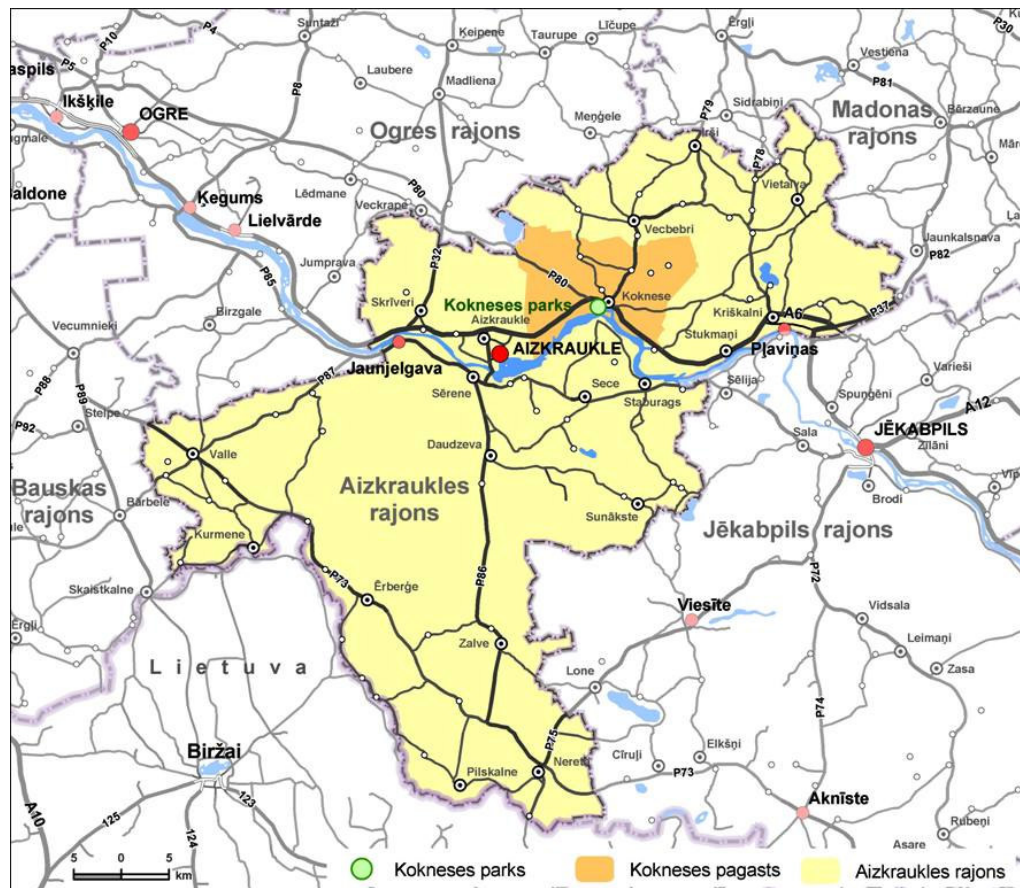 P10
P4
Suntaži
Ķeipene
Taurupe
Līčupe
Ērgļi
P30
P5
aspils
P8
Laubere
Madliena
Vestiena
P81
Ikšķile
OGRE
Ogres rajons
Meņģele
P79
Sidrabiņi
Madonas
rajons
Bērzaune
Irši
P78
Vietalva
Lēdmane
P80
Veckrape
Ķegums
Lielvārde
Vecbebri
Jaunkalsnava
P82
Jumprava
P85
P32
P80
Birzgale
Skrīveri
Kokneses parks
Koknese
Aizkraukle
Kriškalni
A6
P37
Vecumnieki
Stukmaņi
AIZKRAUKLE
Pļaviņas
Jaunjelgava
P87
P88
P89
Sērene
Sece
Staburags
Sēlija
Varieši
Spunģēni
A12
Stelpe
P92
JĒKABPILS
Sala
Zīlāni
Valle
Daudzeva
Bauskas
rajons
Bārbele
Aizkraukles
rajons
Brodi
Sunākste
Jēkabpils rajons
Kurmene
P86
P72
Skaistkalne
P73
Ērberģe
Viesīte
Vidsala
Ērgļi
Zalve
Leimaņi
Lietuva
Lone
Zasa
P74
Biržai
P75
Elkšņi
Cīruļi
P73
Pilskalne
A10
125
123
124
Aknīste
Rubeņi
Asare
5 0 5
km
Kokneses parks
Kokneses pagasts
Aizkraukles rajons